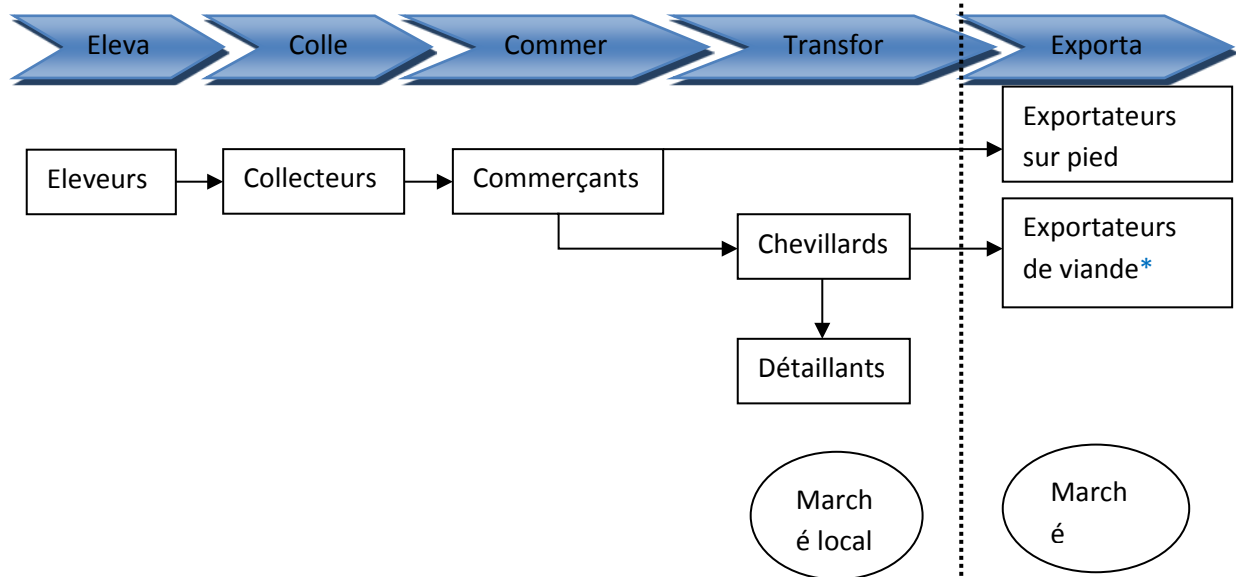 Eleva
Colle
Commer
Transfor
Exporta
Exportateurs
sur pied
Eleveurs
Collecteurs
Commerçants
Chevillards
Exportateurs
de viande*
Détaillants
March
é local
March
é